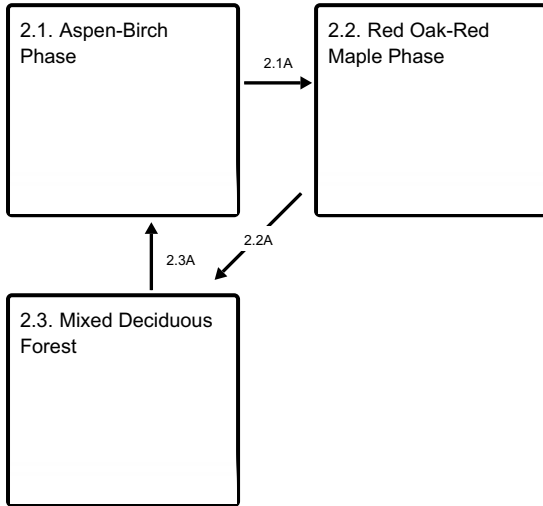 2.1. Aspen-Birch
Phase
2.1A
2.2. Red Oak-Red
Maple Phase
2.2A
2.3A
2.3. Mixed Deciduous
Forest